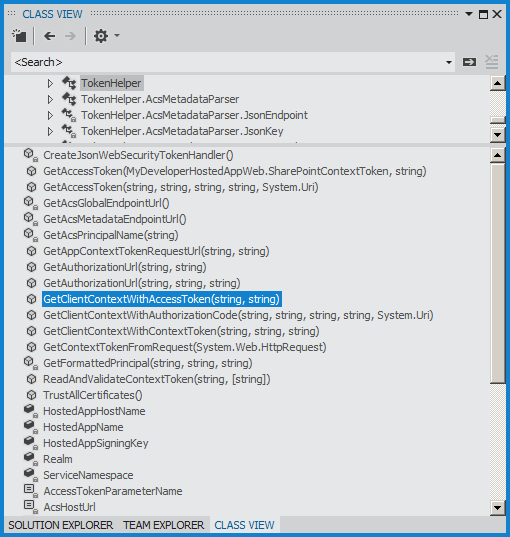 CLASS VIEW
<Search>
TokenHelper
TokenHelper.AcsMetadataParser
TokenHelper.AcsMetadataParser.JsonEndpoint
TokenHelper.AcsMetadataParser.JsonKey
CreateJsonWebSecurityTokenHandler()
GetAccessToken(MyDeveloperHostedAppWeb.SharePointContextToken, string)
GetAccessToken(string, string, string, string, System.Uri)
GetAcsGlobalEndpointUrl()
GetAcsMetadataEndpointUrl()
GetAcsPrincipalName(string)
GetAppContextTokenRequestUrl(string, string)
GetAuthorizationUrl(string, string)
GetAuthorizationUrl(string, string, string)
GetClientContextWithAccessToken(string, string)
GetClientContextWithAuthorizationCode(string, string, string, string, System.Uri)
GetClientContextWithContextToken(string, string, string)
GetContextTokenFromRequest(System.Web.HttpRequest)
GetFormattedPrincipal(string, string, string)
ReadAndValidateContextToken(string, [string])
TrustAllCertificates()
HostedAppHostName
HostedAppName
HostedAppSigningKey
Realm
ServiceNamespace
AccessTokenParameterName
AcsHostUrl
SOLUTION EXPLORER TEAM EXPLORER CLASS VIEW